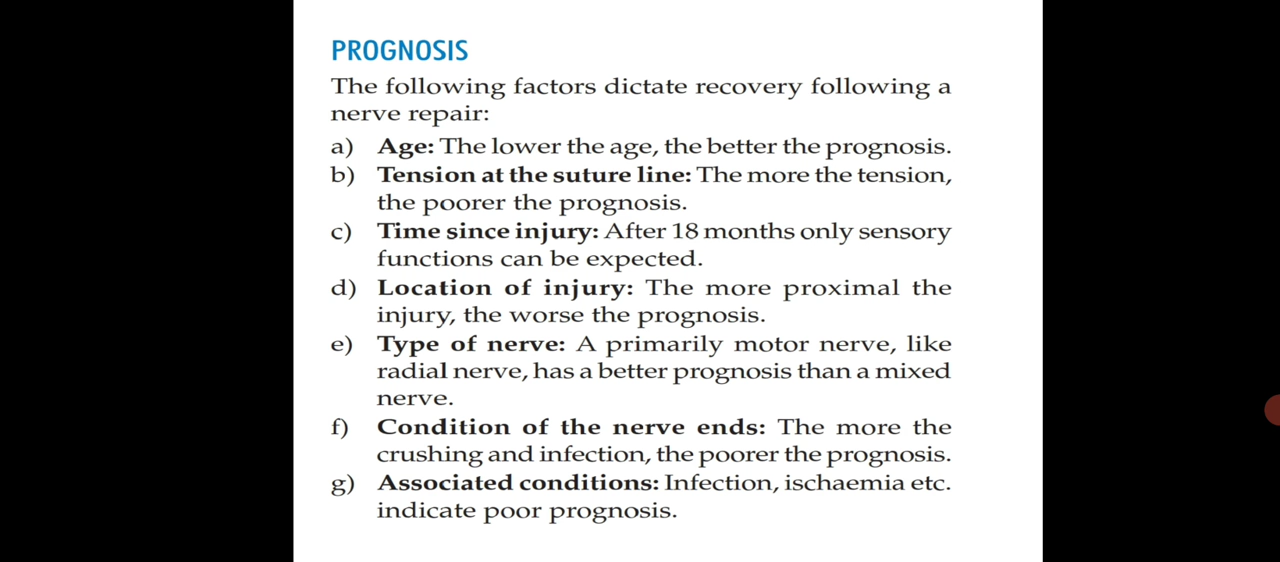 PROGNOSIS
The following factors dictate recovery following a
nerve repair:
a) Age: The lower the age, the better the prognosis.
b) Tension at the suture line: The more the tension,
the poorer the prognosis.
c) Time since injury: After 18 months only sensory
functions can be expected.
d) Location of injury: The more proximal the
injury, the worse the prognosis.
e) Type of nerve: A primarily motor nerve, like
radial nerve, has a better prognosis than a mixed
nerve.
f) Condition of the nerve ends: The more the
crushing and infection, the poorer the prognosis.
g) Associated conditions: Infection, ischaemia etc.
indicate poor prognosis.